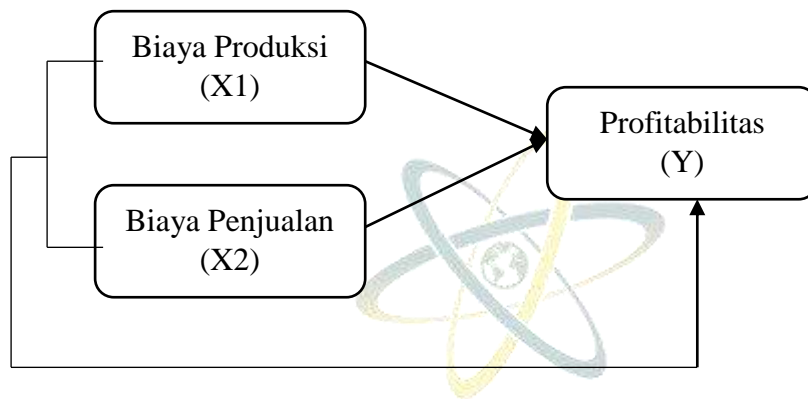 Biaya Produksi
(X1)
Profitabilitas
(Y)
Biaya Penjualan
(X2)